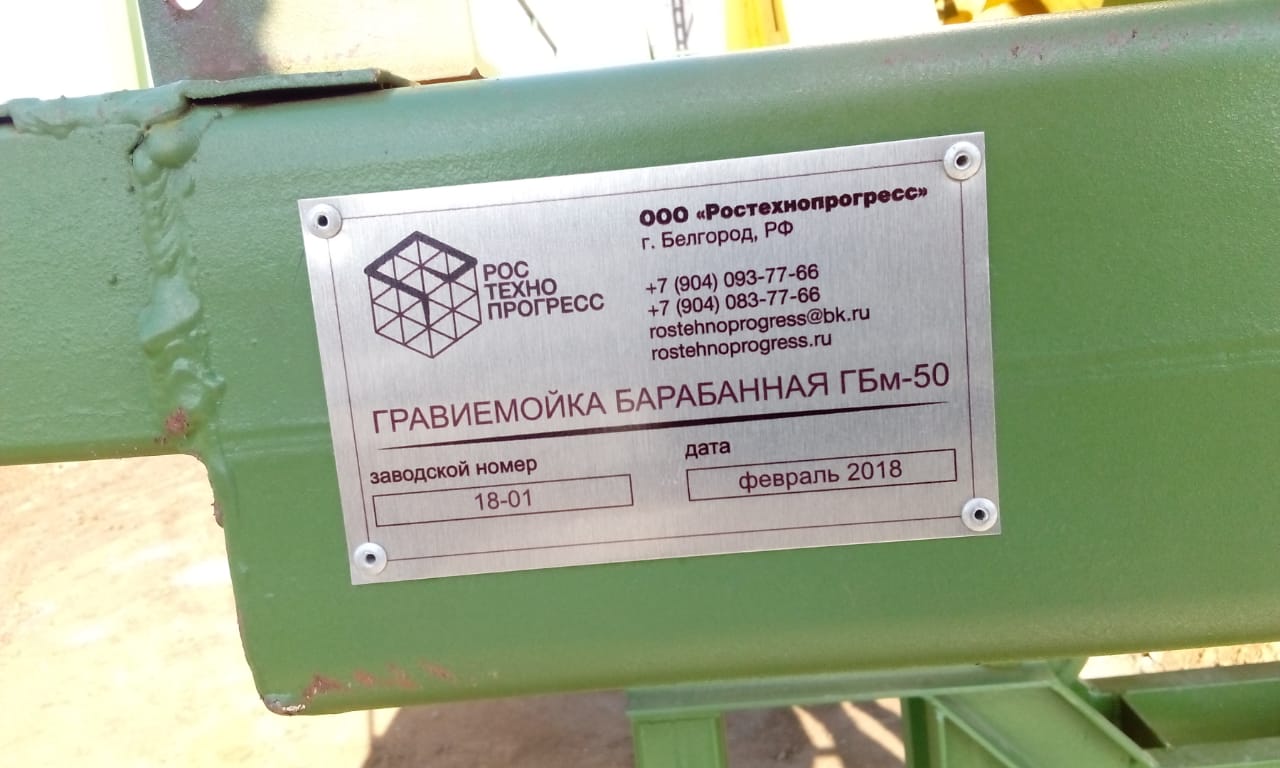 РОС
ТЕХНО
ПРОГРЕСС
ООО «Ростехнопрогресс»
г. Белгород, РФ
+7 (904) 093-77-66
+7 (904) 083-77-66
rostehnoprogress@bk.ru
rostehnoprogress.ru
ГРАВИЕМОЙКА БАРАБАННАЯ ГБм-50
заводской номер
18-01
дата
февраль 2018